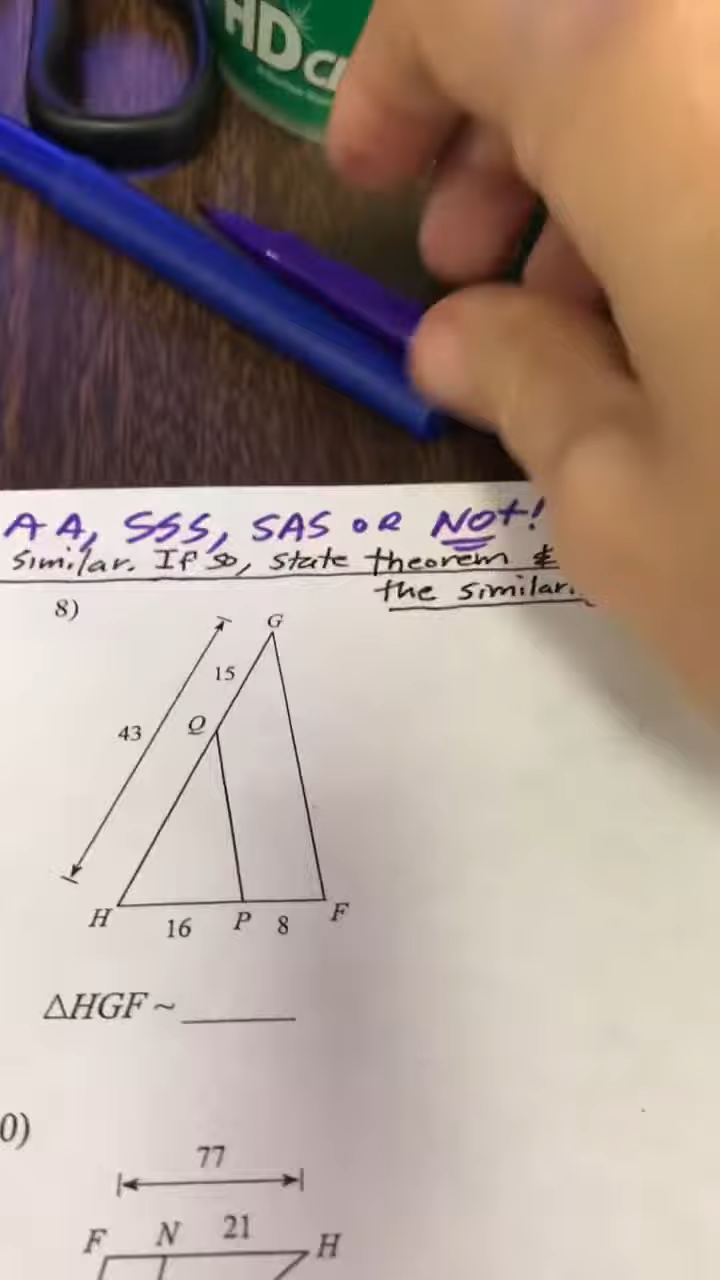 HD
AA, SSS, SAS OR NOT!
Similar. If so, state theorem &
the
8)
G
15
43
Q
H
16
P
8
F
△HGF ~
0)
77
F
N
21
H